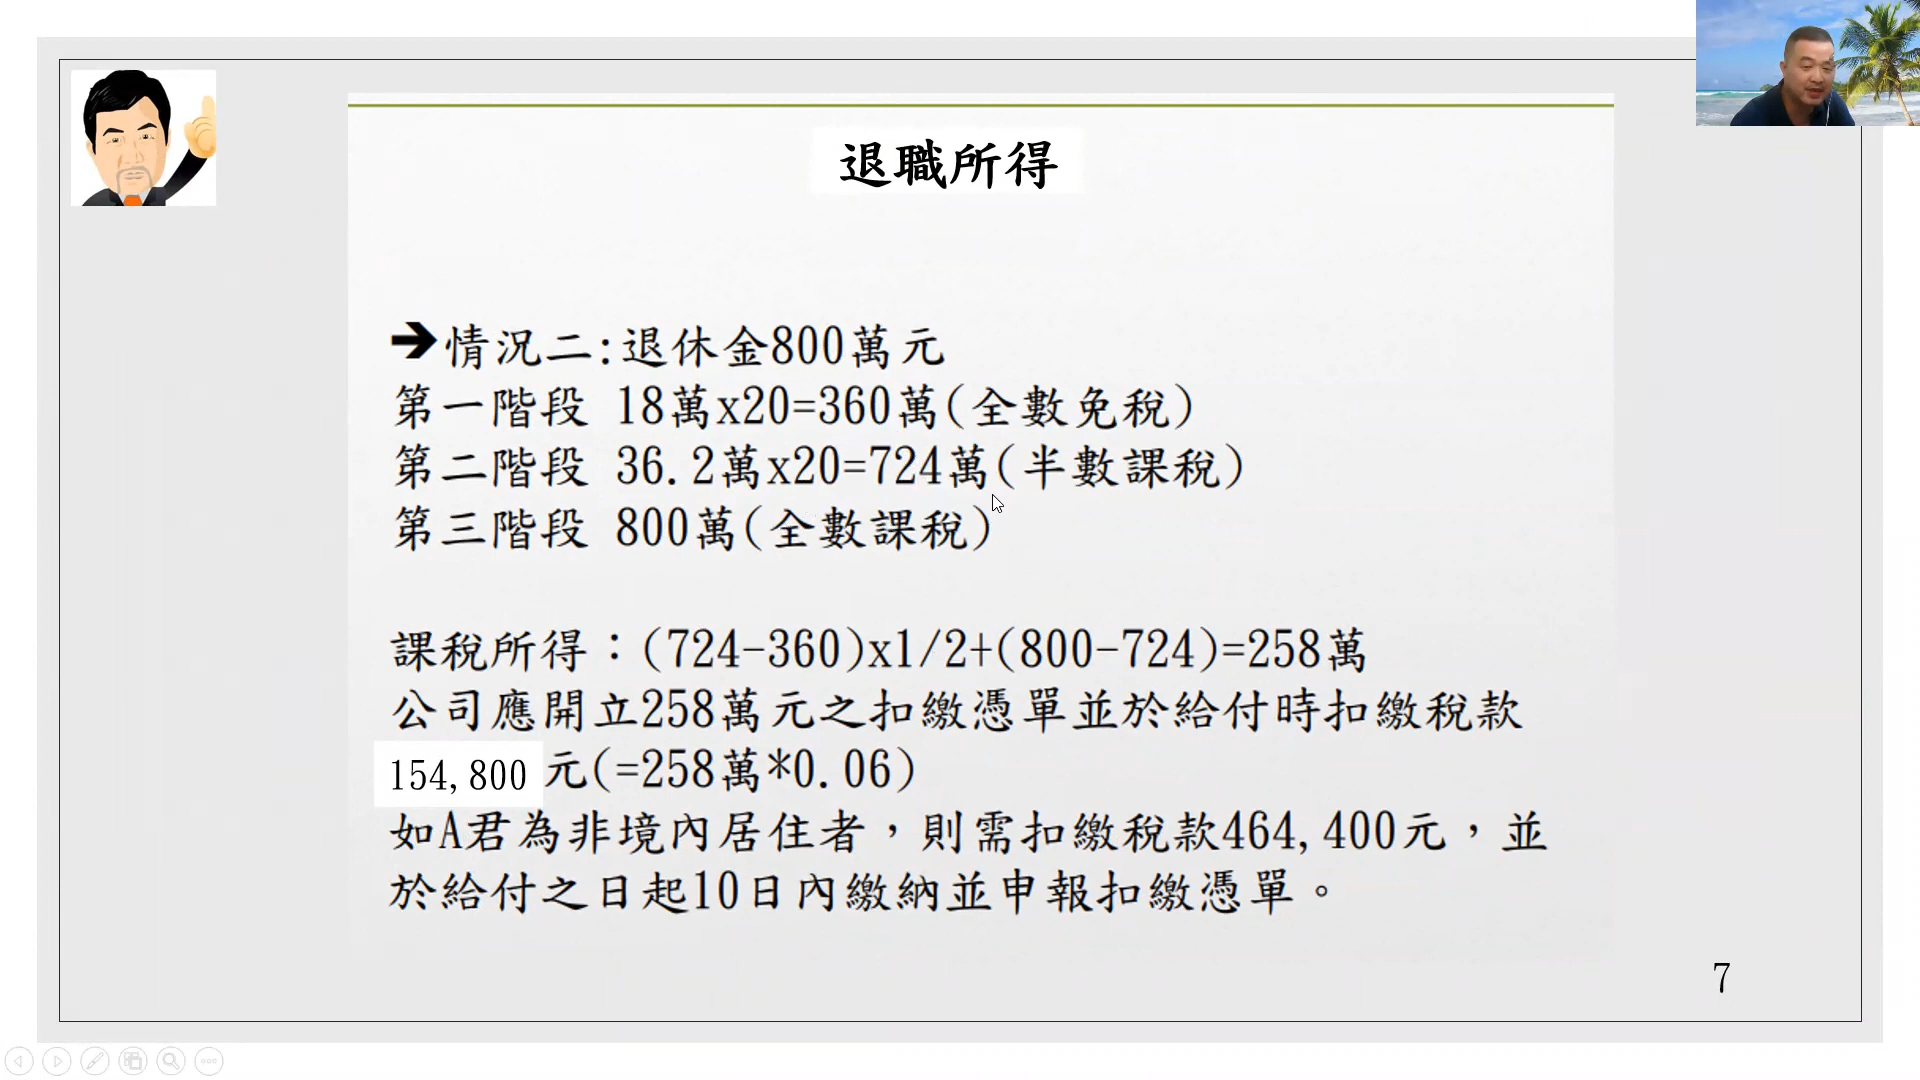 退職所得
➔情況二:退休金800萬元
第一階段 18萬x20=360萬(全數免稅)
第二階段 36.2萬x20=724萬(半數課稅)
第三階段 800萬(全數課稅)
課稅所得：(724-360)x1/2+(800-724)=258萬
公司應開立258萬元之扣繳憑單並於給付時扣繳稅款
154,800元(=258萬*0.06)
如A君為非境內居住者，則需扣繳稅款464,400元，並
於給付之日起10日內繳納並申報扣繳憑單。
7